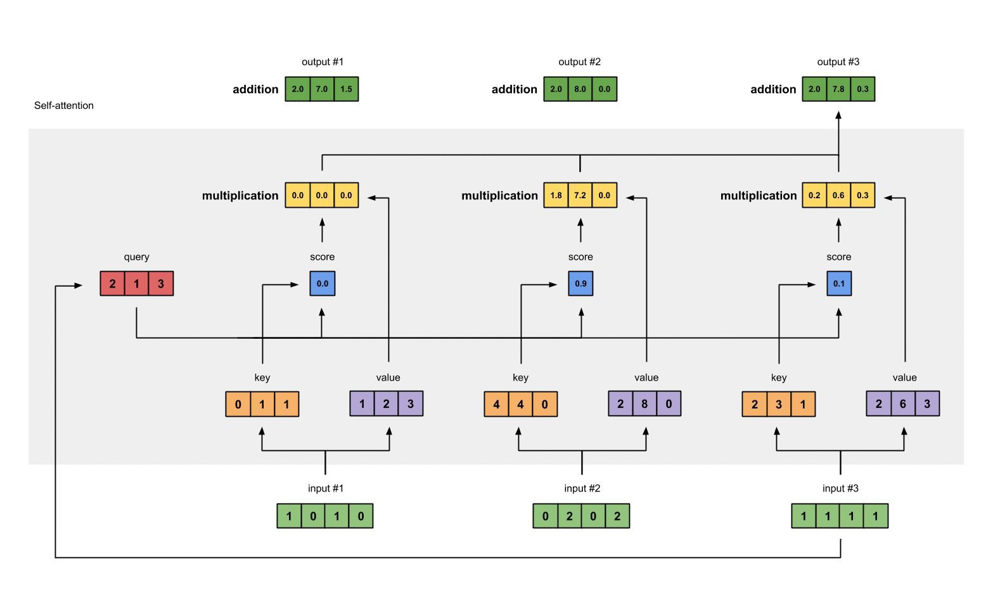 output #1
output #2
output #3
addition 2.0 7.0 1.5
addition 2.0 8.0 0.0
addition 2.0 7.8 0.3
Self-attention
multiplication 0.0 0.0 0.0
multiplication 1.8 7.2 0.0
multiplication 0.2 0.6 0.3
query
score
score
score
2 1 3
0.0
0.9
0.1
key
value
key
value
key
value
0 1 1
1 2 3
4 4 0
2 8 0
2 3 1
2 6 3
input #1
input #2
input #3
1 0 1 0
0 2 0 2
1 1 1 1